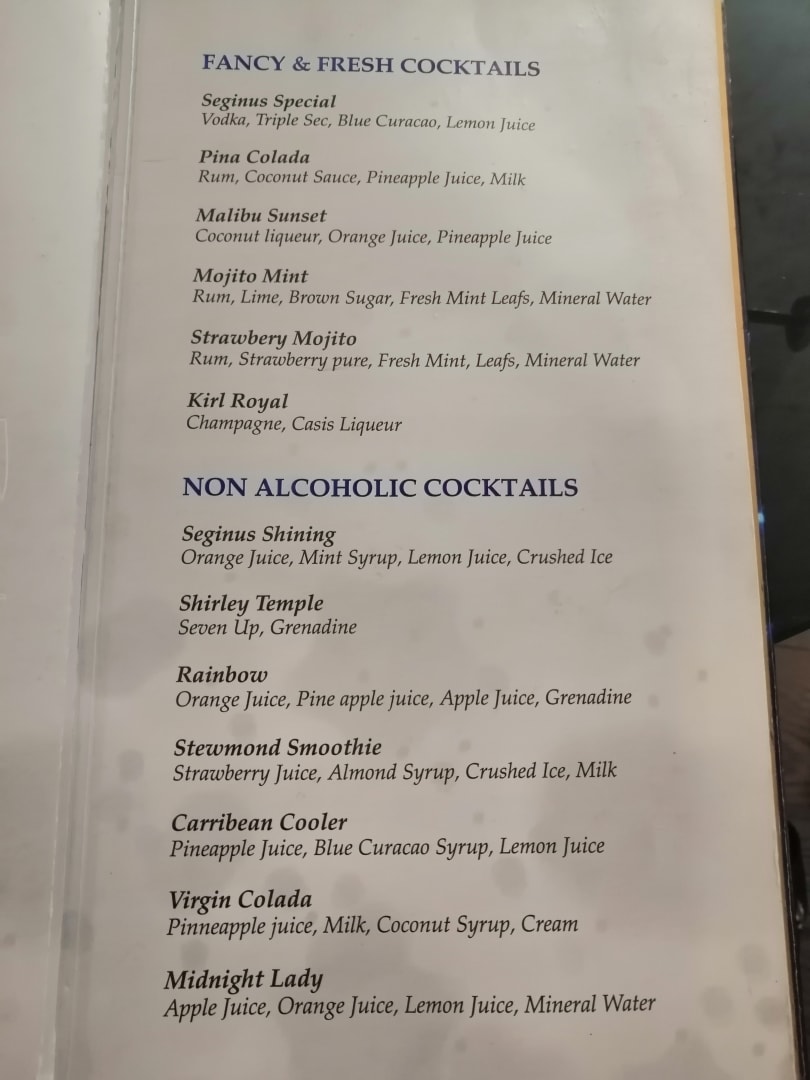 FANCY & FRESH COCKTAILS
Seginus Special
Vodka, Triple Sec, Blue Curacao, Lemon Juice
Pina Colada
Rum, Coconut Sauce, Pineapple Juice, Milk
Malibu Sunset
Coconut liqueur, Orange Juice, Pineapple Juice
Mojito Mint
Rum, Lime, Brown Sugar, Fresh Mint Leafs, Mineral Water
Strawbery Mojito
Rum, Strawberry pure, Fresh Mint, Leafs, Mineral Water
Kirl Royal
Champagne, Casis Liqueur
NON ALCOHOLIC COCKTAILS
Seginus Shining
Orange Juice, Mint Syrup, Lemon Juice, Crushed Ice
Shirley Temple
Seven Up, Grenadine
Rainbow
Orange Juice, Pine apple juice, Apple Juice, Grenadine
Stewmond Smoothie
Strawberry Juice, Almond Syrup, Crushed Ice, Milk
Carribean Cooler
Pineapple Juice, Blue Curacao Syrup, Lemon Juice
Virgin Colada
Pinneapple juice, Milk, Coconut Syrup, Cream
Midnight Lady
Apple Juice, Orange Juice, Lemon Juice, Mineral Water